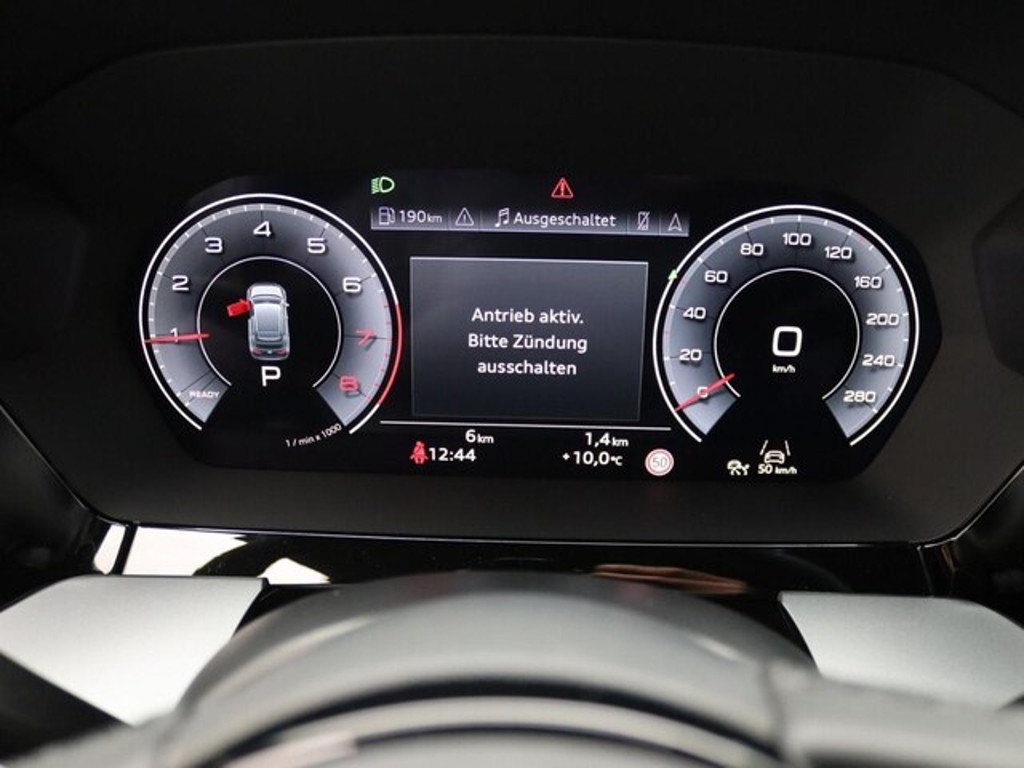 190km
Ausgeschaltet
1 2 3 4 5 6 7 8
READY
P
1 / min x 1000
Antrieb aktiv.
Bitte Zündung
ausschalten
6km
12:44
1,4km
+10,0°C
50
0 20 40 60 80 100 120 160 200 240 280
0
km/h
50 km/h